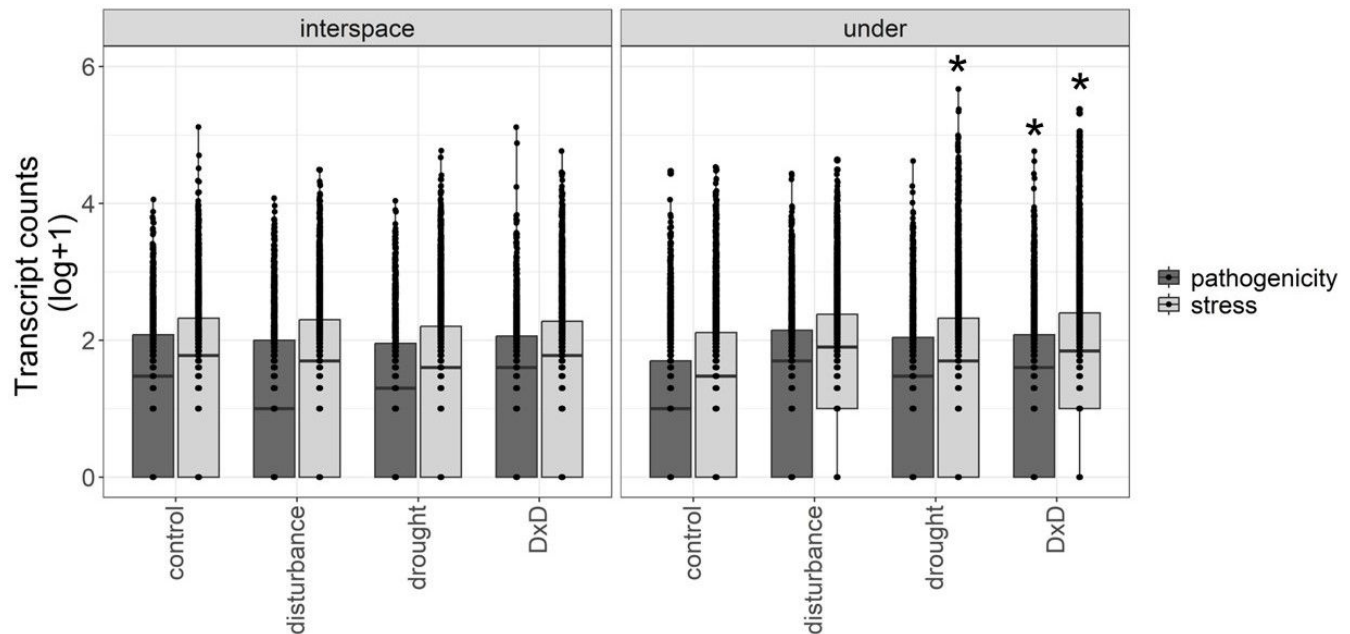 interspace
under
Transcript counts
(log+1)
6
4
2
0
*
*
*
control
disturbance
drought
DxD
control
disturbance
drought
DxD
pathogenicity
stress